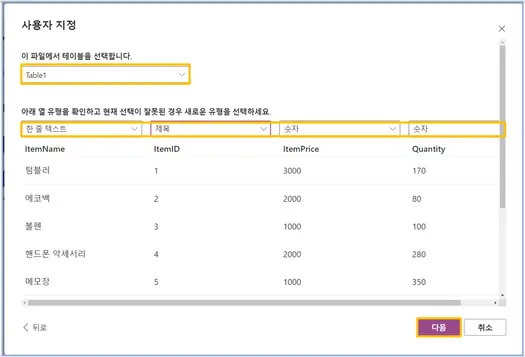 사용자 지정
이 파일에서 테이블을 선택합니다.
Table1
아래 열 유형을 확인하고 현재 선택이 잘못된 경우 새로운 유형을 선택하세요.
한 줄 텍스트 제목 숫자 숫자
ItemName ItemID ItemPrice Quantity
텀블러 1 3000 170
에코백 2 2000 80
볼펜 3 1000 100
핸드폰 악세서리 4 2000 280
메모장 5 1000 350
뒤로 다음 취소